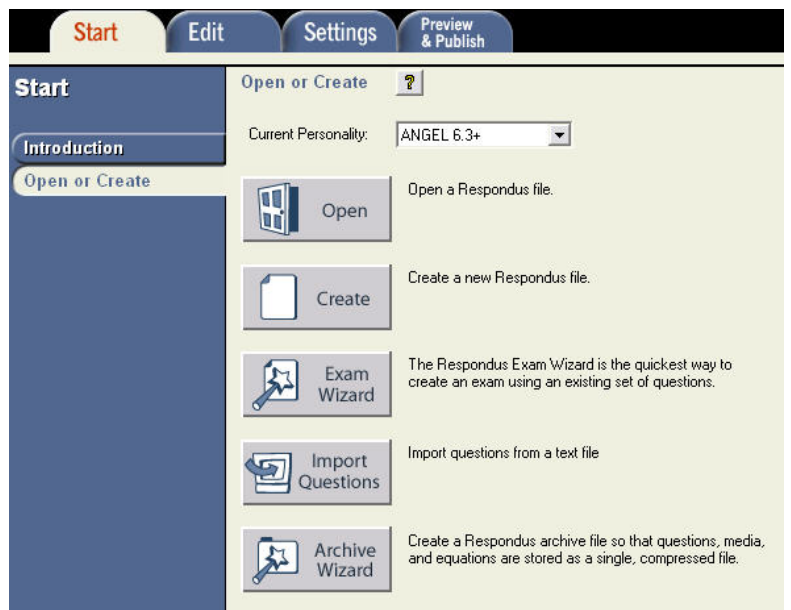 Start
Edit
Settings
Preview
& Publish
Start
Introduction
Open or Create
Open or Create ?
Current Personality: ANGEL 6.3+
Open
Open a Respondus file.
Create
Create a new Respondus file.
Exam
Wizard
The Respondus Exam Wizard is the quickest way to
create an exam using an existing set of questions.
Import
Questions
Import questions from a text file
Archive
Wizard
Create a Respondus archive file so that questions, media,
and equations are stored as a single, compressed file.